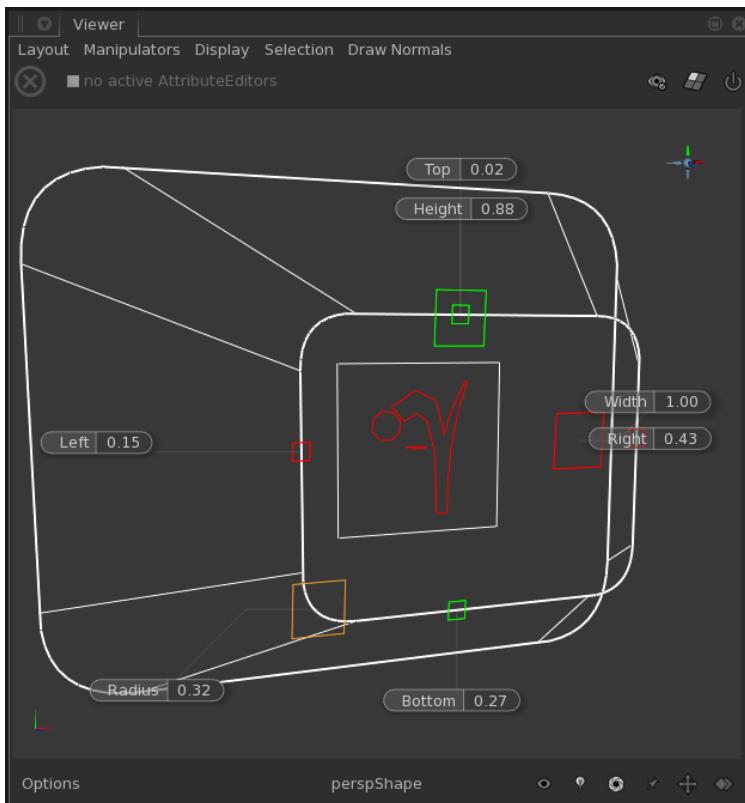 Viewer
Layout Manipulators Display Selection Draw Normals
no active AttributeEditors
Top 0.02
Height 0.88
Width 1.00
Left 0.15
Right 0.43
Radius 0.32
Bottom 0.27
Options perspShape